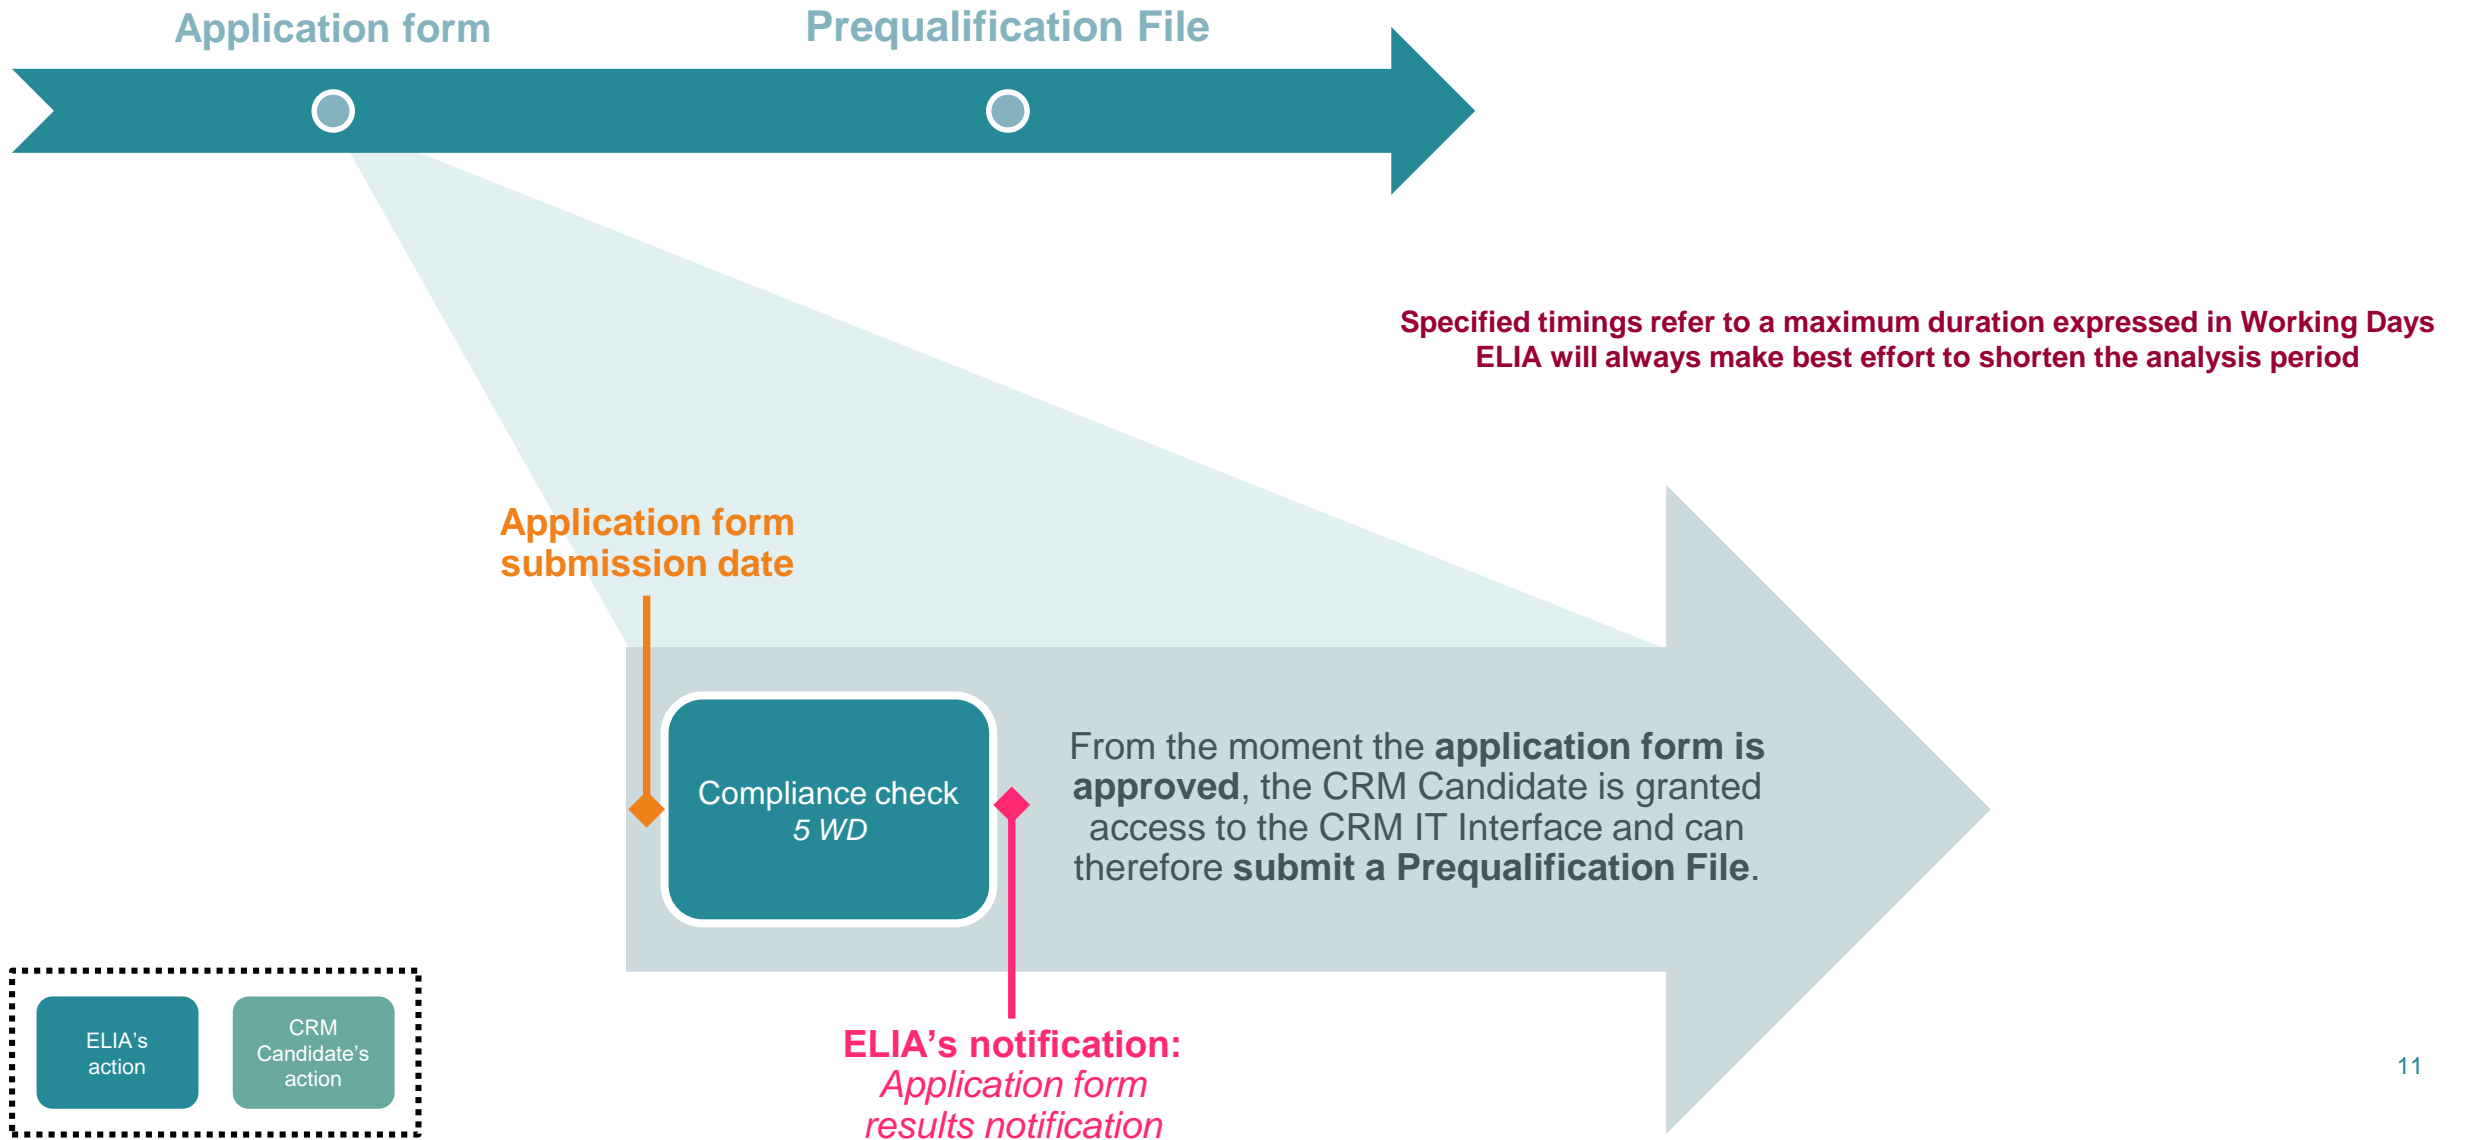 Application form
Prequalification File
Specified timings refer to a maximum duration expressed in Working Days
ELIA will always make best effort to shorten the analysis period
Application form
submission date
Compliance check
5 WD
From the moment the application form is
approved, the CRM Candidate is granted
access to the CRM IT Interface and can
therefore submit a Prequalification File.
ELIA’s notification:
Application form
results notification
ELIA’s
action
CRM
Candidate’s
action
11